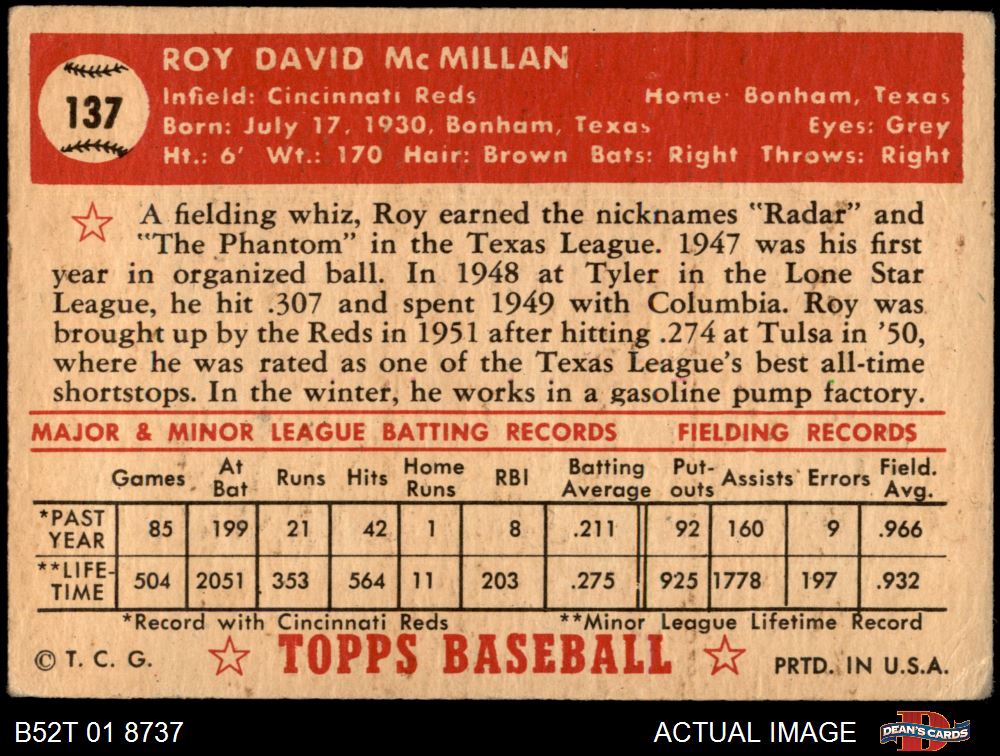 137
ROY DAVID McMILLAN
Infield: Cincinnati Reds Home: Bonham, Texas
Born: July 17, 1930, Bonham, Texas Eyes: Grey
Ht.: 6' Wt.: 170 Hair: Brown Bats: Right Throws: Right
A fielding whiz, Roy earned the nicknames "Radar" and
"The Phantom" in the Texas League. 1947 was his first
year in organized ball. In 1948 at Tyler in the Lone Star
League, he hit .307 and spent 1949 with Columbia. Roy was
brought up by the Reds in 1951 after hitting .274 at Tulsa in '50,
where he was rated as one of the Texas League's best all-time
shortstops. In the winter, he works in a gasoline pump factory.
MAJOR & MINOR LEAGUE BATTING RECORDS FIELDING RECORDS
Games At Bat Runs Hits Home Runs RBI Batting Average Put-outs Assists Errors Field. Avg.
*PAST YEAR 85 199 21 42 1 8 .211 92 160 9 .966
**LIFE-TIME 504 2051 353 564 11 203 .275 925 1778 197 .932
*Record with Cincinnati Reds **Minor League Lifetime Record
© T. C. G. TOPPS BASEBALL PRTD. IN U.S.A.
B52T 01 8737 ACTUAL IMAGE D DEAN'S CARDS